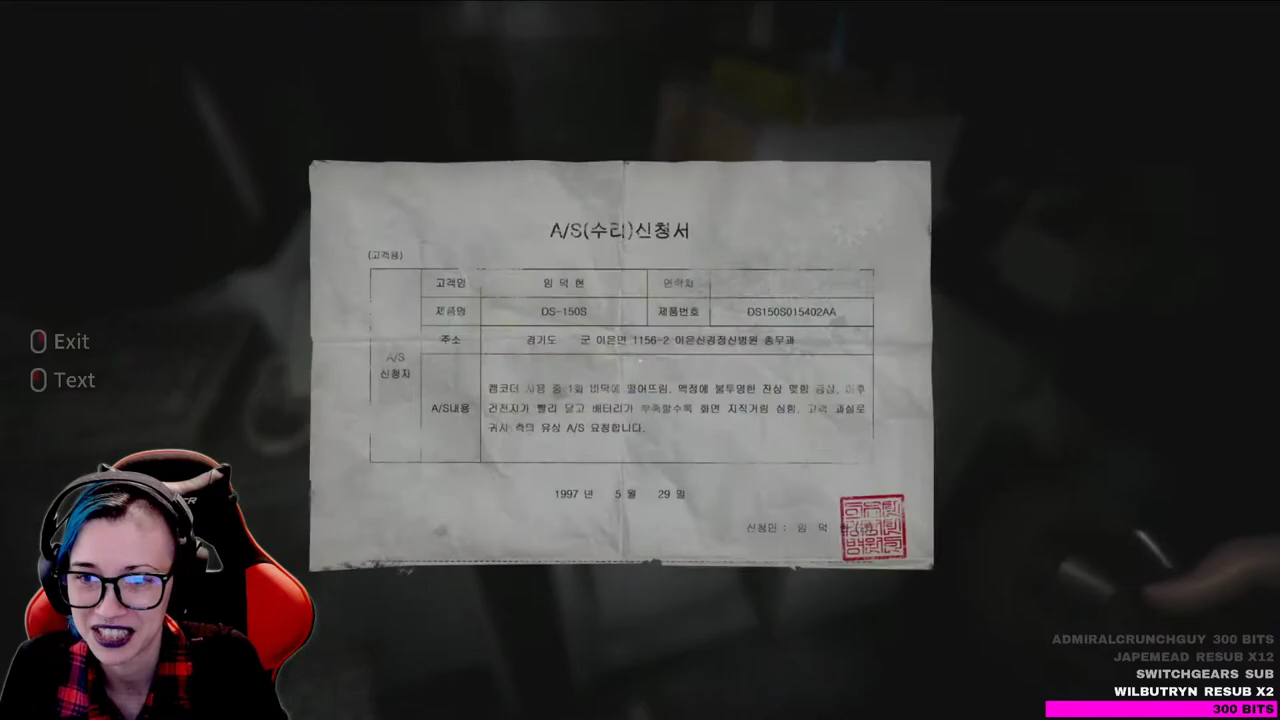 A/S(수리)신청서
(고객용)
고객명 임 덕 현 연락처
제품명 DS-150S 제품번호 DS150S015402AA
주소 경기도 군 이은면 1156-2 이은신경정신병원 총무과
A/S
신청자
A/S내용
캠코더 사용 중 1회 바닥에 떨어뜨림. 액정에 불투명한 잔상 맺힘 증상, 이후
건전지가 빨리 닳고 배터리가 부족할수록 화면 지직거림 심함. 고객 과실로
귀사 측의 유상 A/S 요청합니다.
1997 년 5 월 29 일
신청인 : 임 덕
Exit
Text
ADMIRALCRUNCHGUY 300 BITS
JAPEMEAD RESUB X12
SWITCHGEARS SUB
WILBUTRYN RESUB X2
300 BITS